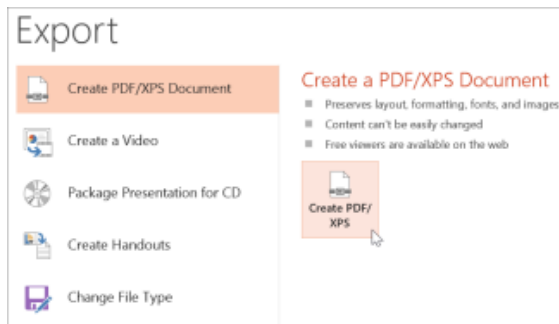 Export
Create PDF/XPS Document
Create a Video
Package Presentation for CD
Create Handouts
Change File Type
Create a PDF/XPS Document
Preserves layout, formatting, fonts, and images
Content can't be easily changed
Free viewers are available on the web
Create PDF/
XPS